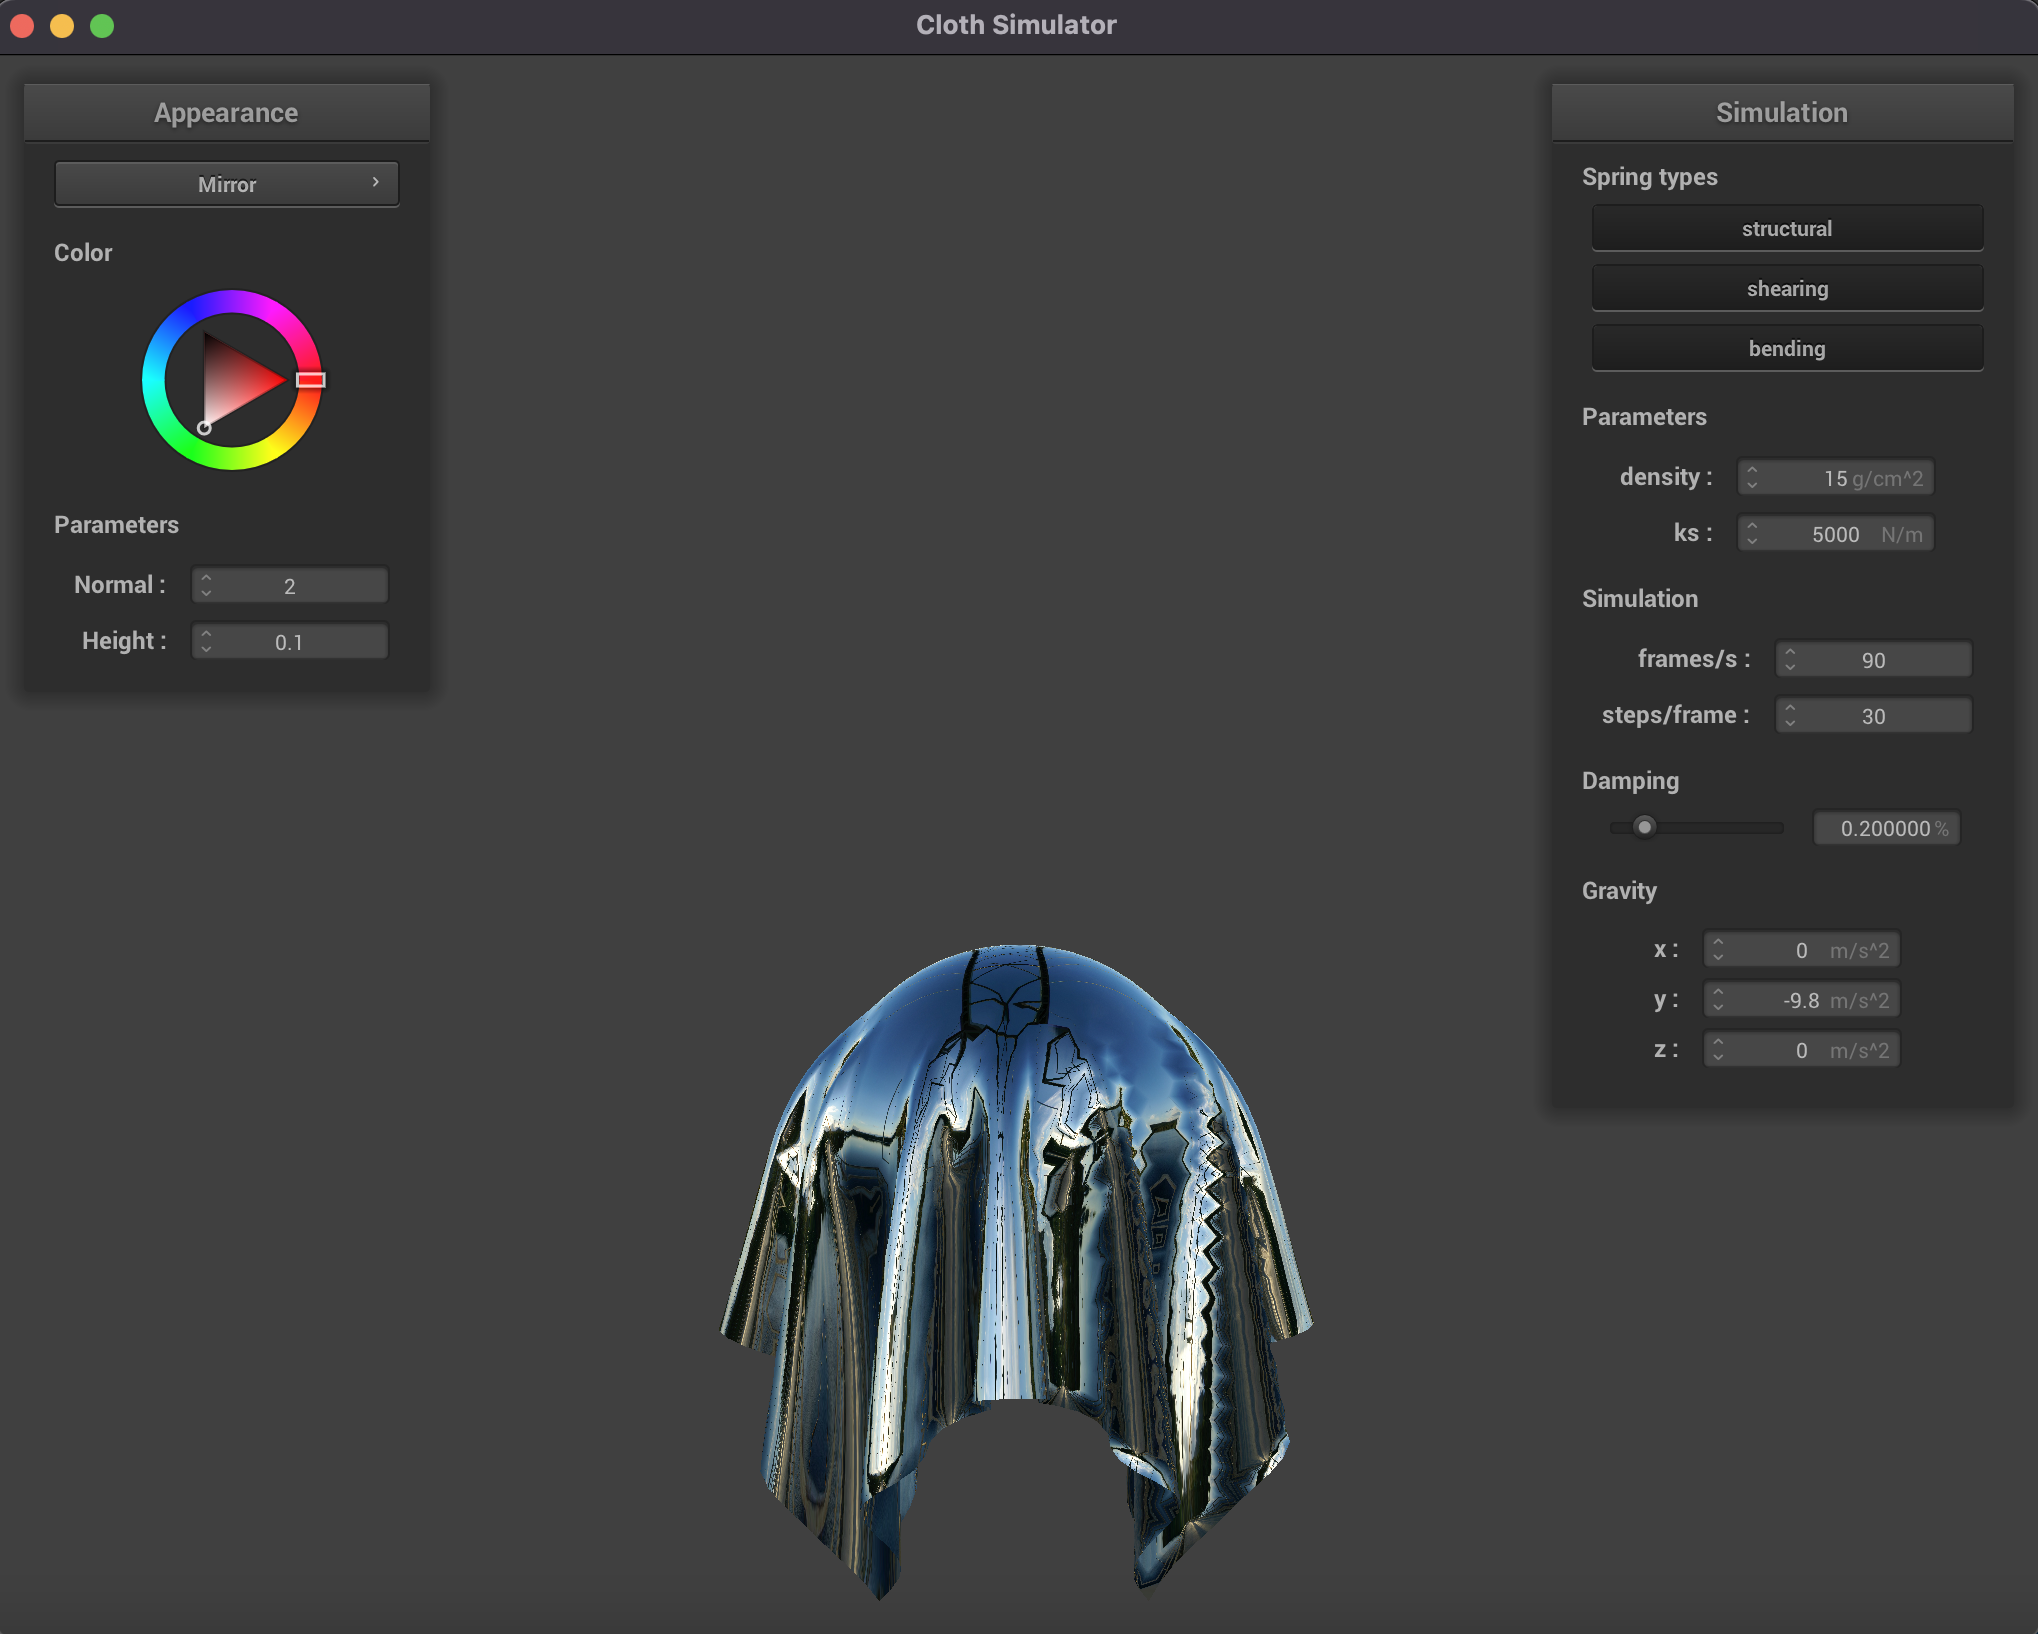 Cloth Simulator
Appearance
Mirror
Color
Parameters
Normal : 2
Height : 0.1
Simulation
Spring types
structural
shearing
bending
Parameters
density : 15 g/cm^2
ks : 5000 N/m
Simulation
frames/s : 90
steps/frame : 30
Damping
0.200000 %
Gravity
x : 0 m/s^2
y : -9.8 m/s^2
z : 0 m/s^2